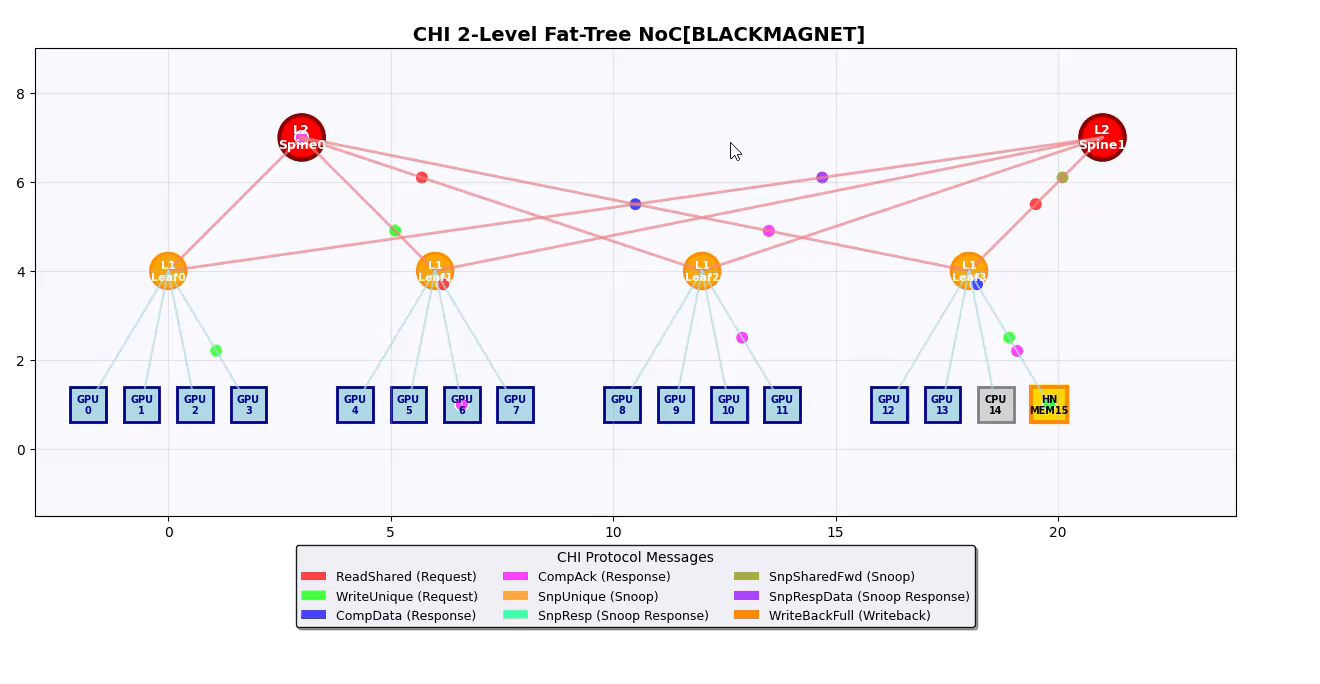 CHI 2-Level Fat-Tree NoC[BLACKMAGNET]
8
6
4
2
0
L2
Spine0
L2
Spine1
L1
Leaf0
L1
Leaf1
L1
Leaf2
L1
Leaf3
GPU
0
GPU
1
GPU
2
GPU
3
GPU
4
GPU
5
GPU
6
GPU
7
GPU
8
GPU
9
GPU
10
GPU
11
GPU
12
GPU
13
CPU
14
HN
MEM15
0 5 10 15 20
CHI Protocol Messages
ReadShared (Request) CompAck (Response) SnpSharedFwd (Snoop)
WriteUnique (Request) SnpUnique (Snoop) SnpRespData (Snoop Response)
CompData (Response) SnpResp (Snoop Response) WriteBackFull (Writeback)